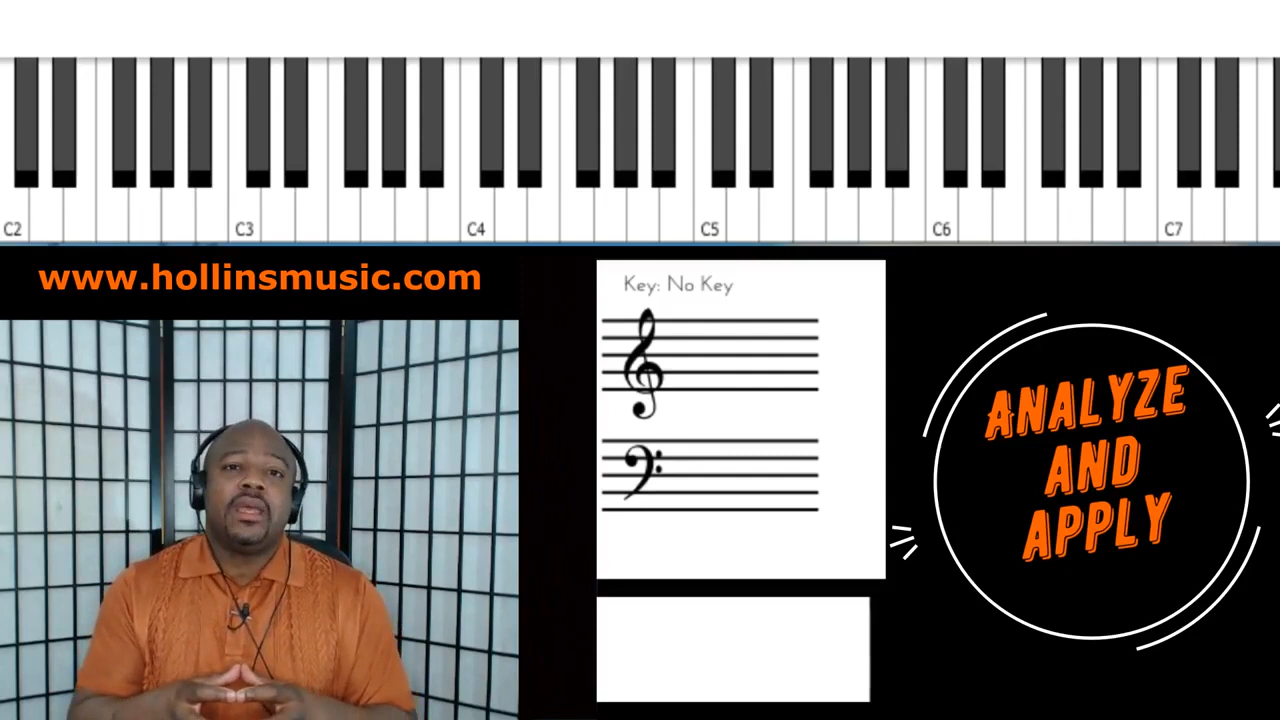 C2 C3 C4 C5 C6 C7
www.hollinsmusic.com
Key: No Key
ANALYZE
AND
APPLY